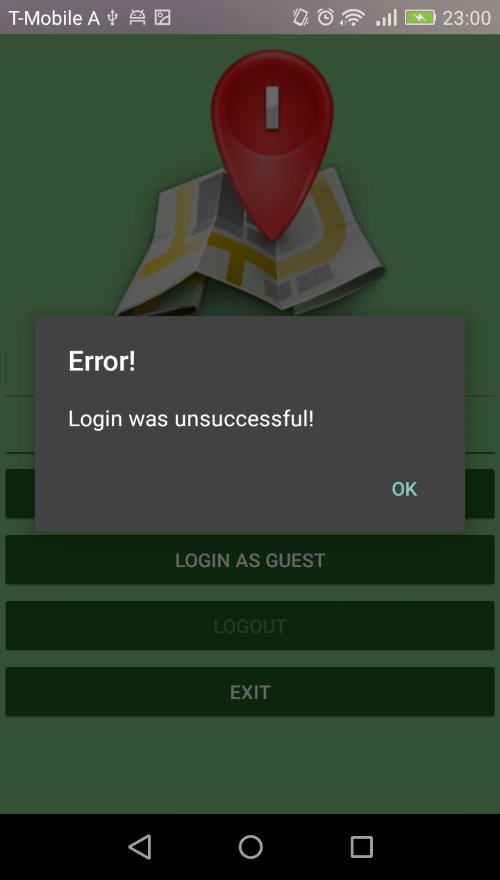 T-Mobile A 23:00
I
Error!
Login was unsuccessful!
OK
LOGIN AS GUEST
LOGOUT
EXIT